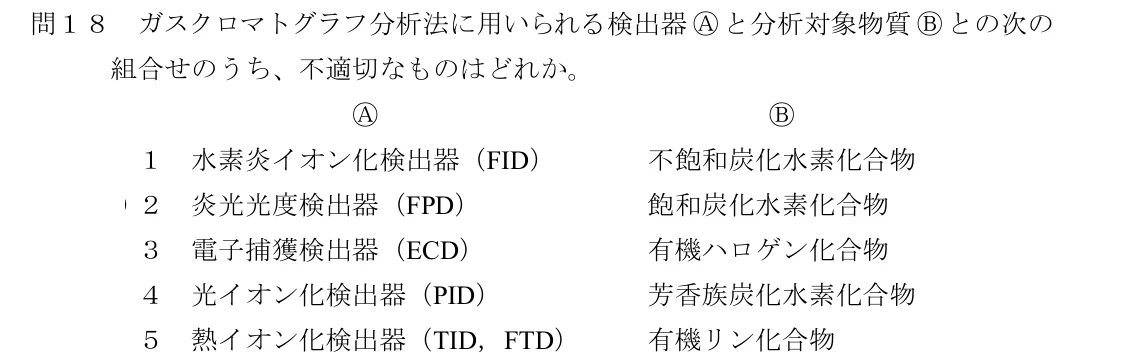 問１８　ガスクロマトグラフ分析法に用いられる検出器Ⓐと分析対象物質Ⓑとの次の
組合せのうち、不適切なものはどれか。
Ⓐ　Ⓑ
１　水素炎イオン化検出器（FID）　不飽和炭化水素化合物
２　炎光光度検出器（FPD）　飽和炭化水素化合物
３　電子捕獲検出器（ECD）　有機ハロゲン化合物
４　光イオン化検出器（PID）　芳香族炭化水素化合物
５　熱イオン化検出器（TID，FTD）　有機リン化合物